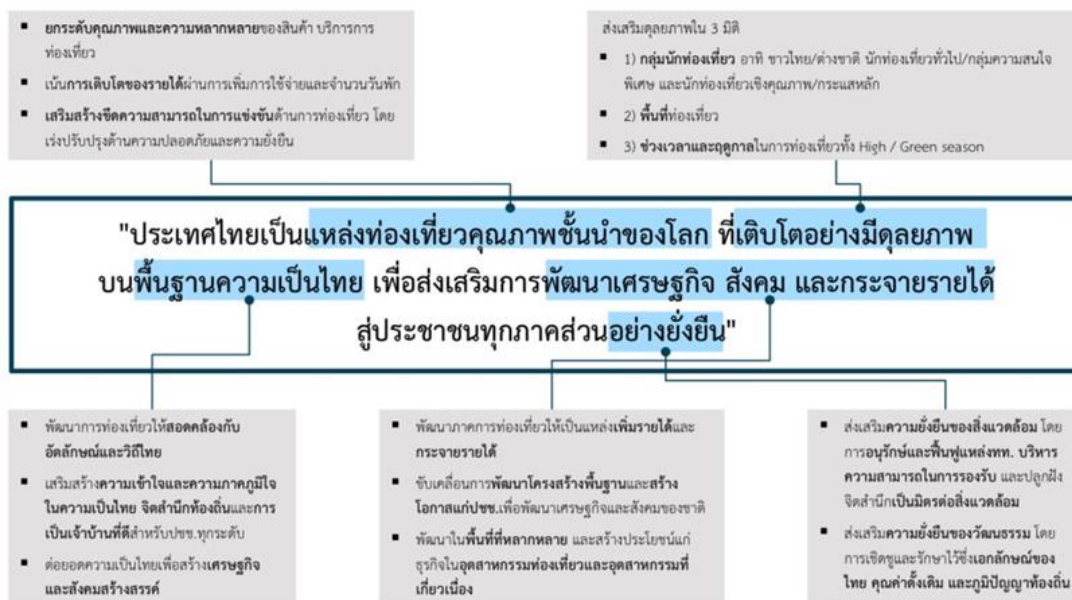 ▪ ยกระดับคุณภาพและความหลากหลายของสินค้า บริการการ
ท่องเที่ยว
▪ เน้นการเติบโตของรายได้ผ่านการเพิ่มการใช้จ่ายและจำนวนวันพัก
▪ เสริมสร้างขีดความสามารถในการแข่งขันด้านการท่องเที่ยว โดย
เร่งปรับปรุงด้านความปลอดภัยและความยั่งยืน
ส่งเสริมดุลยภาพใน 3 มิติ
▪ 1) กลุ่มนักท่องเที่ยว อาทิ ชาวไทย/ต่างชาติ นักท่องเที่ยวทั่วไป/กลุ่มความสนใจ
พิเศษ และนักท่องเที่ยวเชิงคุณภาพ/กระแสหลัก
▪ 2) พื้นที่ท่องเที่ยว
▪ 3) ช่วงเวลาและฤดูกาลในการท่องเที่ยวทั้ง High / Green season
"ประเทศไทยเป็นแหล่งท่องเที่ยวคุณภาพชั้นนำของโลก ที่เติบโตอย่างมีดุลยภาพ
บนพื้นฐานความเป็นไทย เพื่อส่งเสริมการพัฒนาเศรษฐกิจ สังคม และกระจายรายได้
สู่ประชาชนทุกภาคส่วนอย่างยั่งยืน"
▪ พัฒนาการท่องเที่ยวให้สอดคล้องกับ
อัตลักษณ์และวิถีไทย
▪ เสริมสร้างความเข้าใจและความภาคภูมิใจ
ในความเป็นไทย จิตสำนึกท้องถิ่นและการ
เป็นเจ้าบ้านที่ดีสำหรับปชช.ทุกระดับ
▪ ต่อยอดความเป็นไทยเพื่อสร้างเศรษฐกิจ
และสังคมสร้างสรรค์
▪ พัฒนาภาคการท่องเที่ยวให้เป็นแหล่งเพิ่มรายได้และ
กระจายรายได้
▪ ขับเคลื่อนการพัฒนาโครงสร้างพื้นฐานและสร้าง
โอกาสแก่ปชช.เพื่อพัฒนาเศรษฐกิจและสังคมของชาติ
▪ พัฒนาในพื้นที่ที่หลากหลาย และสร้างประโยชน์แก่
ธุรกิจในอุตสาหกรรมท่องเที่ยวและอุตสาหกรรมที่
เกี่ยวเนื่อง
▪ ส่งเสริมความยั่งยืนของสิ่งแวดล้อม โดย
การอนุรักษ์และฟื้นฟูแหล่งทท. บริหาร
ความสามารถในการรองรับ และปลูกฝัง
จิตสำนึกเป็นมิตรต่อสิ่งแวดล้อม
▪ ส่งเสริมความยั่งยืนของวัฒนธรรม โดย
การเชิดชูและรักษาไว้ซึ่งเอกลักษณ์ของ
ไทย คุณค่าดั้งเดิม และภูมิปัญญาท้องถิ่น